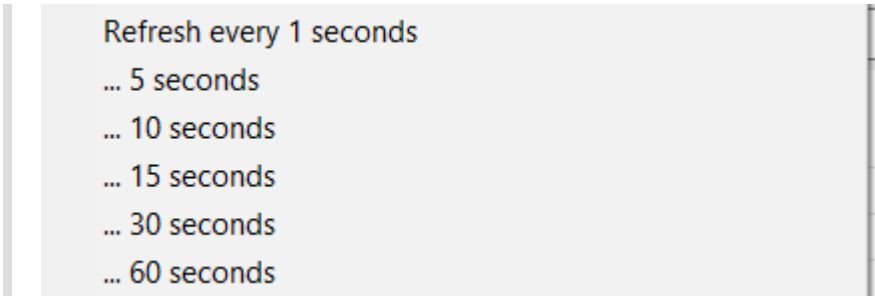 Refresh every 1 seconds
... 5 seconds
... 10 seconds
... 15 seconds
... 30 seconds
... 60 seconds